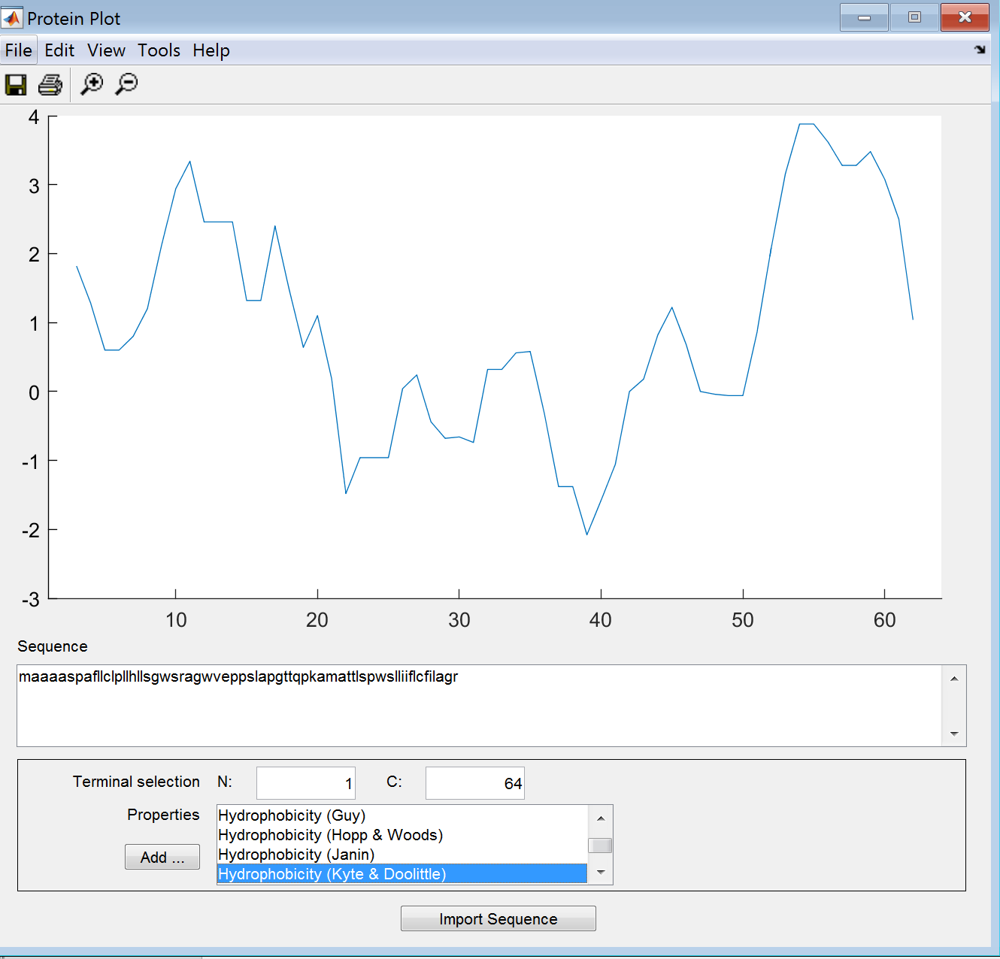 Protein Plot
File Edit View Tools Help
4
3
2
1
0
-1
-2
-3
10 20 30 40 50 60
Sequence
maaaaspafllclpllhllsgwsragwveppslapgttqpkamattlspwslliiflcfilagr
Terminal selection N: 1 C: 64
Properties
Hydrophobicity (Guy)
Hydrophobicity (Hopp & Woods)
Hydrophobicity (Janin)
Hydrophobicity (Kyte & Doolittle)
Add ...
Import Sequence